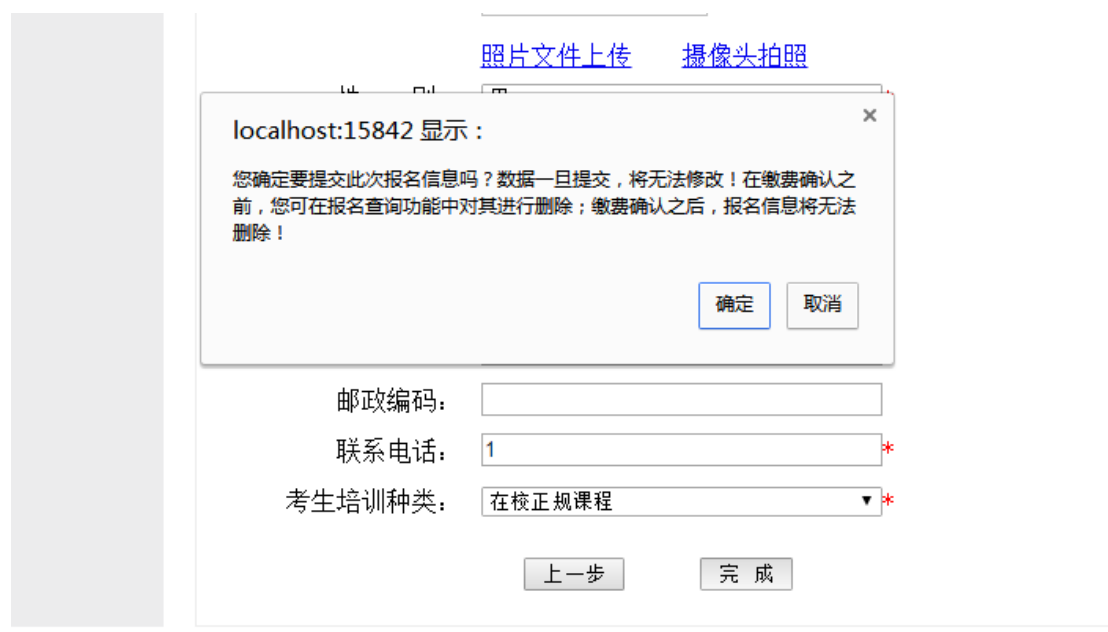 照片文件上传 摄像头拍照
localhost:15842 显示：
您确定要提交此次报名信息吗？数据一旦提交，将无法修改！在缴费确认之
前，您可在报名查询功能中对其进行删除；缴费确认之后，报名信息将无法
删除！
确定 取消
邮政编码：
联系电话： 1 *
考生培训种类： 在校正规课程 *
上一步 完 成